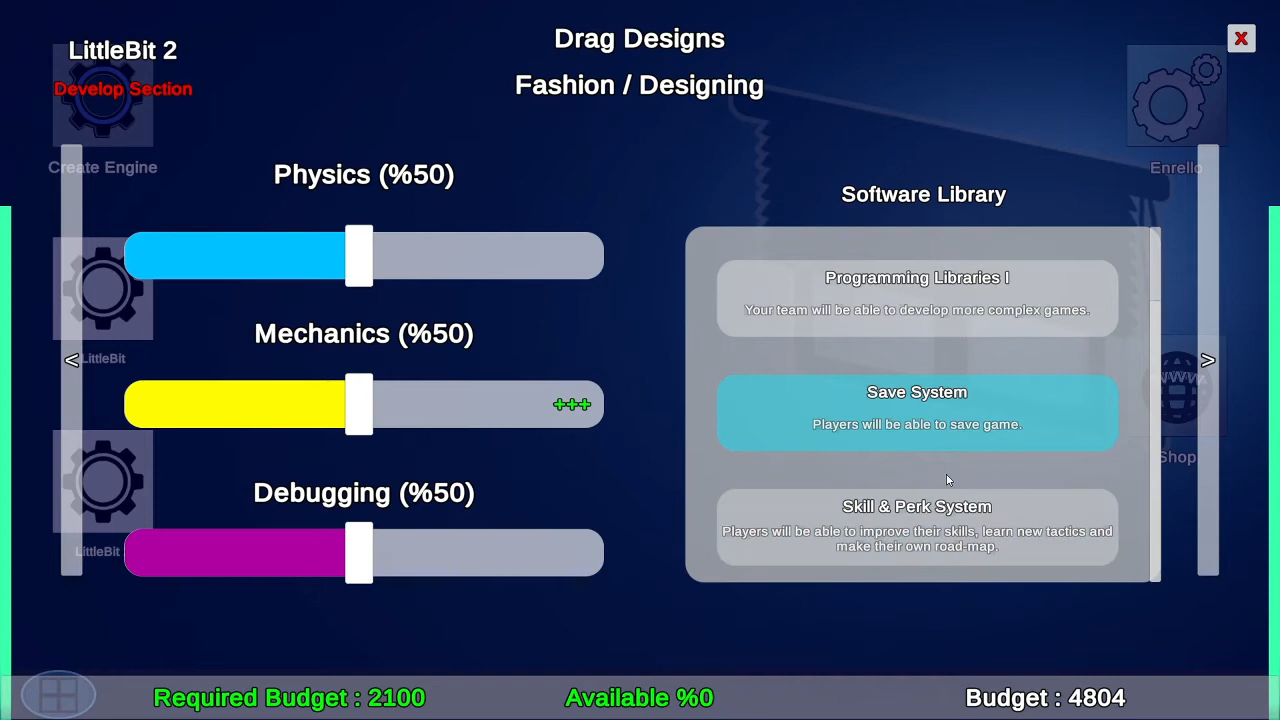 LittleBit 2
Develop Section
Drag Designs
Fashion / Designing
X
Create Engine
Enrello
Physics (%50)
Software Library
Programming Libraries I
Your team will be able to develop more complex games.
Mechanics (%50)
<
LittleBit
>
+++
Save System
Players will be able to save game.
Shop
Debugging (%50)
LittleBit
Skill & Perk System
Players will be able to improve their skills, learn new tactics and
make their own road-map.
Required Budget : 2100
Available %0
Budget : 4804